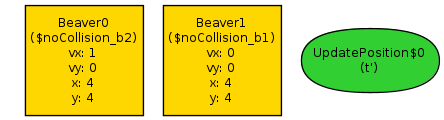 Beaver0
($noCollision_b2)
vx: 1
vy: 0
x: 4
y: 4
Beaver1
($noCollision_b1)
vx: 0
vy: 0
x: 4
y: 4
UpdatePosition$0
(t')